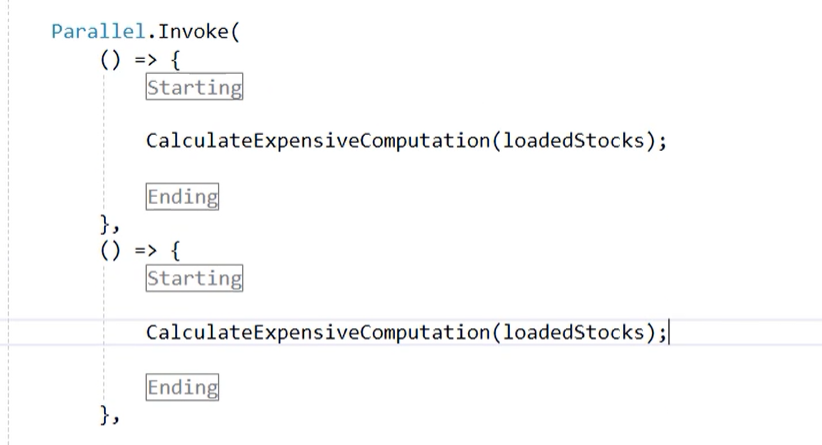 Parallel.Invoke(
() => {
Starting
CalculateExpensiveComputation(loadedStocks);
Ending
},
() => {
Starting
CalculateExpensiveComputation(loadedStocks);
Ending
},